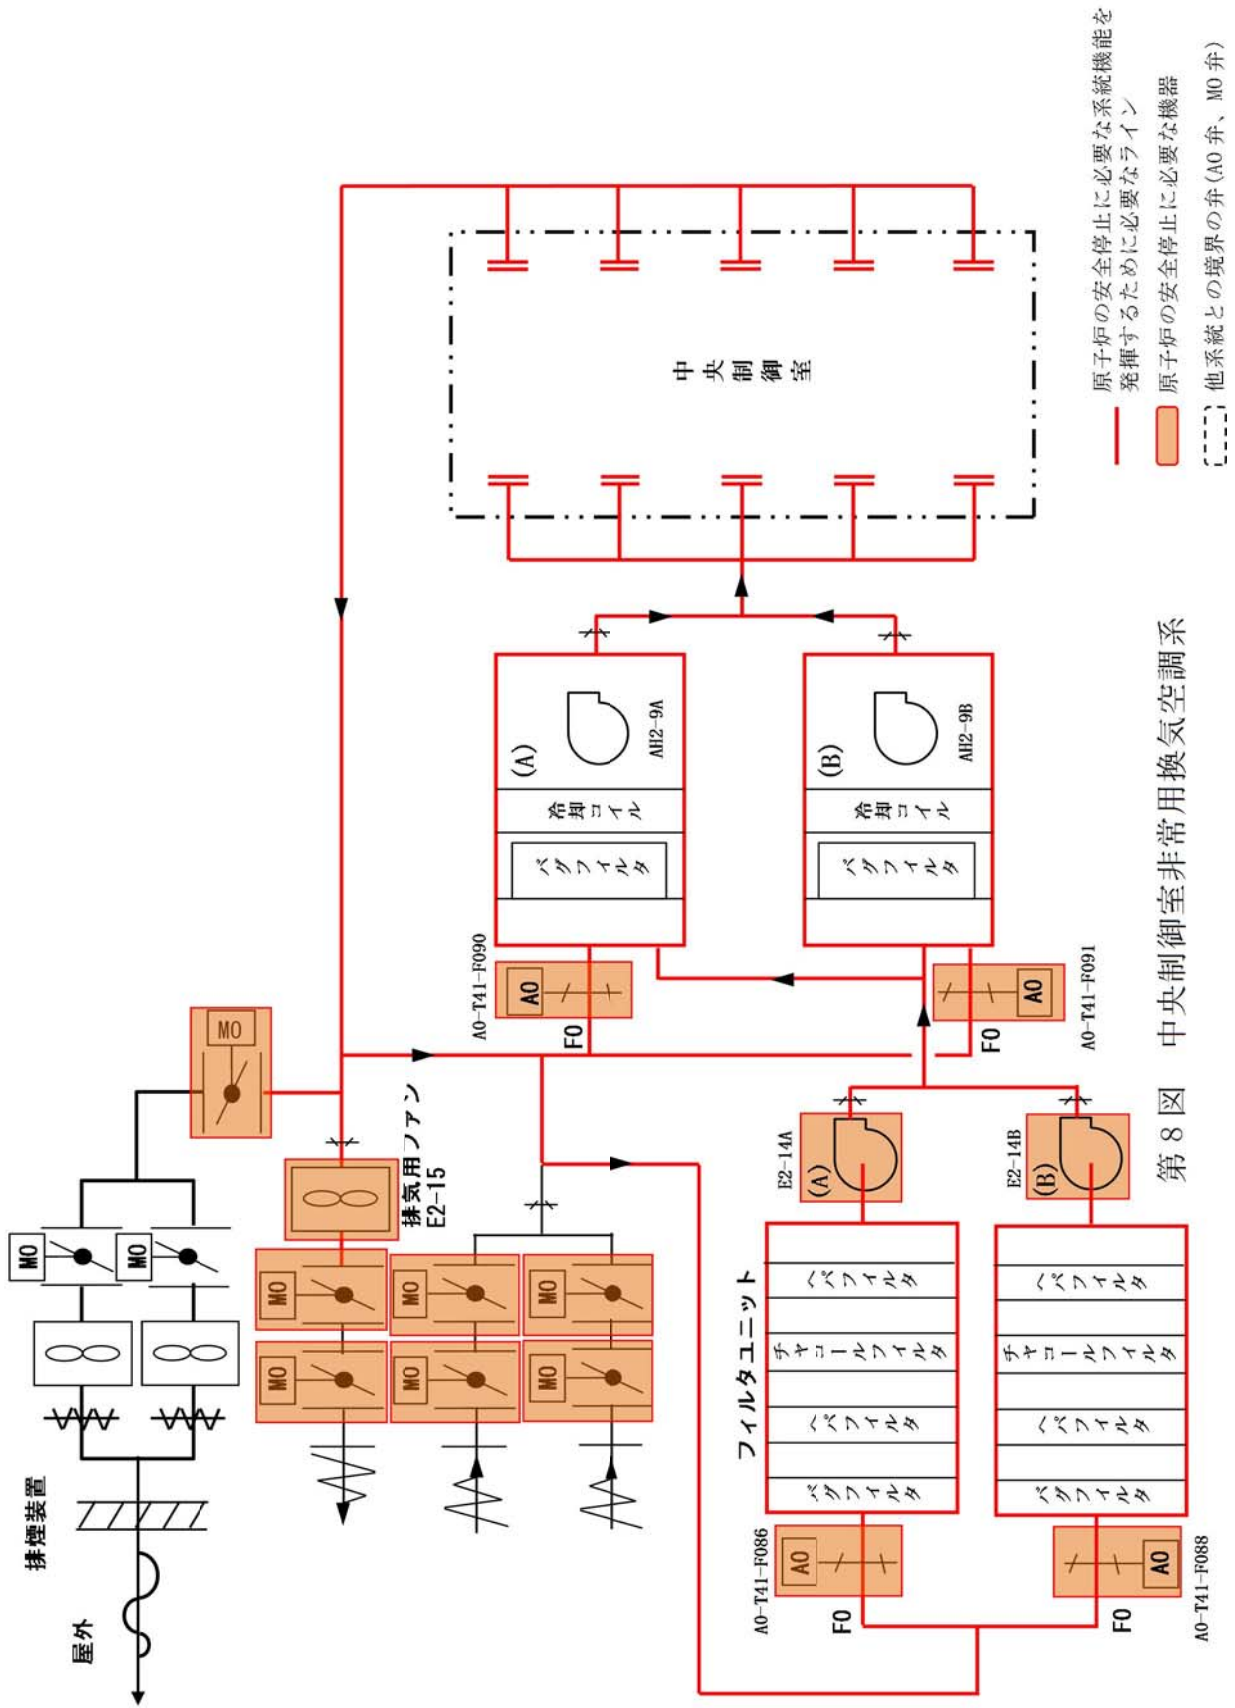 排煙装置
屋外
MO
MO
MO
排気用ファン
E2-15
MO
MO
MO
MO
MO
MO
AO-T41-F090
AO
FO
(A)
AH2-9A
冷却コイル
バグフィルタ
(B)
AH2-9B
冷却コイル
バグフィルタ
AO
FO
AO-T41-F091
中央制御室
フィルタユニット
E2-14A
(A)
ヘパフィルタ
チャコールフィルタ
ヘパフィルタ
バグフィルタ
AO-T41-F086
AO
FO
E2-14B
(B)
ヘパフィルタ
チャコールフィルタ
ヘパフィルタ
バグフィルタ
AO
FO
AO-T41-F088
原子炉の安全停止に必要な系統機能を
発揮するために必要なライン
原子炉の安全停止に必要な機器
他系統との境界の弁(AO弁、MO弁)
第8図 中央制御室非常用換気空調系